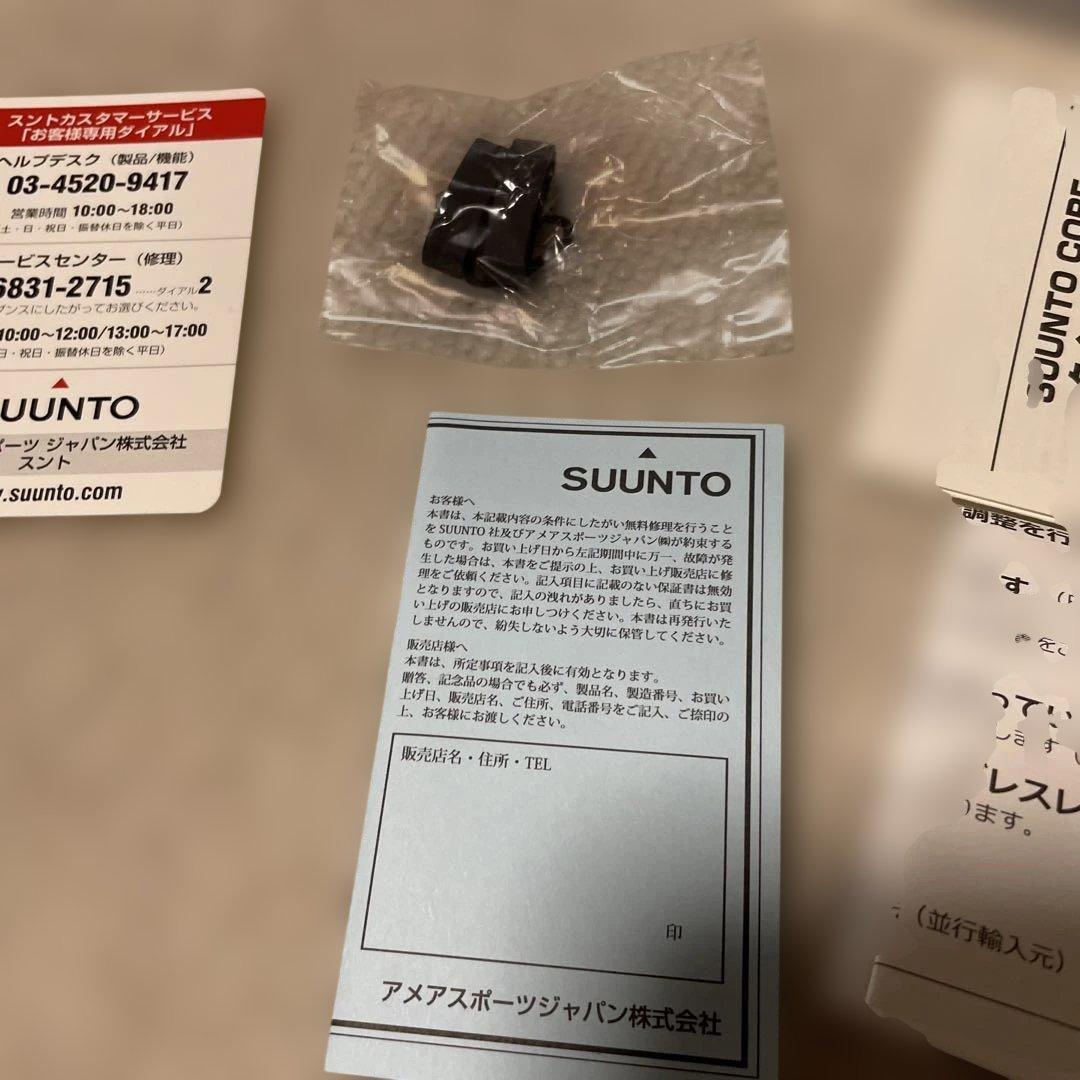 スントカスタマーサービス
「お客様専用ダイアル」
ヘルプデスク（製品/機能）
03-4520-9417
営業時間 10:00～18:00
土・日・祝日・振替休日を除く平日）
ービスセンター（修理）
6831-2715 ……ダイアル2
ダンスにしたがってお選びください。
10:00～12:00/13:00～17:00
日・祝日・振替休日を除く平日）
UUNTO
ポーツ ジャパン株式会社
スント
.suunto.com
SUUNTO
お客様へ
本書は、本記載内容の条件にしたがい無料修理を行うこと
を SUUNTO 社及びアメアスポーツジャパン㈱が約束する
ものです。お買い上げ日から左記期間中に万一、故障が発
生した場合は、本書をご提示の上、お買い上げ販売店に修
理をご依頼ください。記入項目に記載のない保証書は無効
となりますので、記入の洩れがありましたら、直ちにお買
い上げの販売店にお申しつけください。本書は再発行いた
しませんので、紛失しないよう大切に保管してください。
販売店様へ
本書は、所定事項を記入後に有効となります。
贈答、記念品の場合でも必ず、製品名、製造番号、お買い
上げ日、販売店名、ご住所、電話番号をご記入、ご捺印の
上、お客様にお渡しください。
販売店名・住所・TEL
印
アメアスポーツジャパン株式会社
SUUNTO CORE
調整を行
す
をご
ってい
します
レスレ
ます。
（並行輸入元）